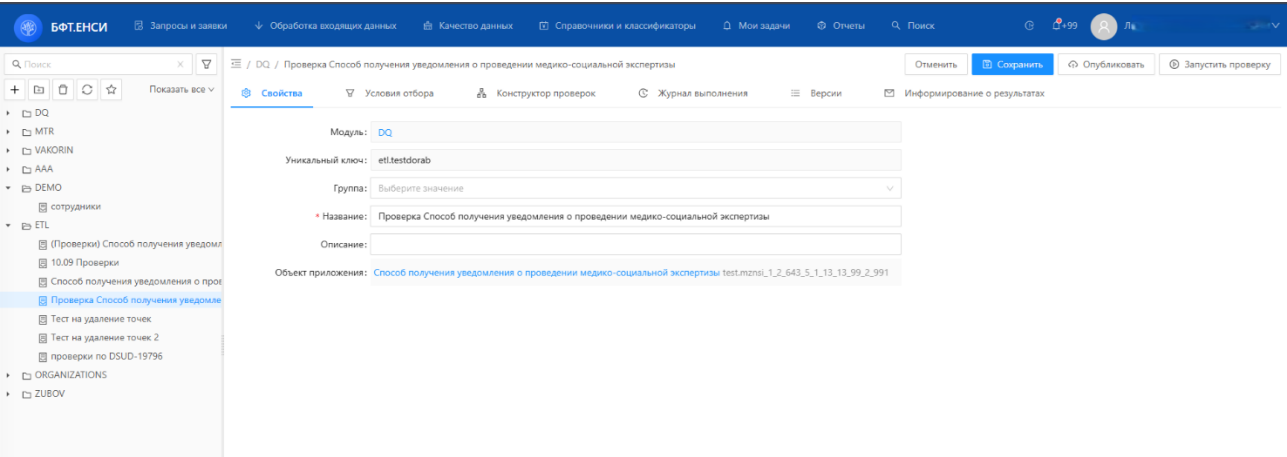 БФТ.ЕНСИ Запросы и заявки Обработка входящих данных Качество данных Справочники и классификаторы Мои задачи Отчеты Поиск +99
Поиск
DQ / Проверка Способ получения уведомления о проведении медико-социальной экспертизы
Отменить Сохранить Опубликовать Запустить проверку
Показать все
Свойства Условия отбора Конструктор проверок Журнал выполнения Версии Информирование о результатах
DQ
MTR
VAKORIN
AAA
DEMO
сотрудники
ETL
(Проверки) Способ получения уведомл
10.09 Проверки
Способ получения уведомления о пров
Проверка Способ получения уведомле
Тест на удаление точек
Тест на удаление точек 2
проверки по DSUD-19796
ORGANIZATIONS
ZUBOV
Модуль: DQ
Уникальный ключ: etl.testdorab
Группа: Выберите значение
* Название: Проверка Способ получения уведомления о проведении медико-социальной экспертизы
Описание:
Объект приложения: Способ получения уведомления о проведении медико-социальной экспертизы test.mznsi_1_2_643_5_1_13_13_99_2_991